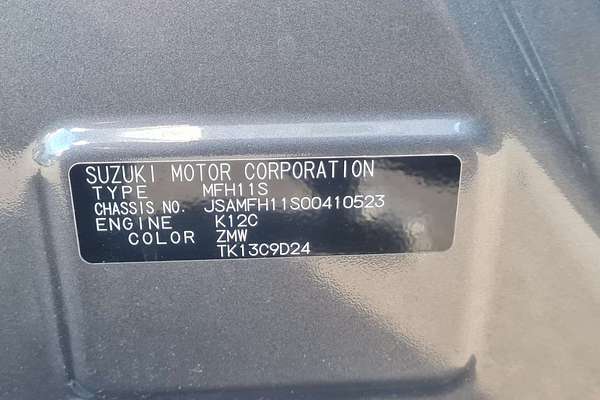 SUZUKI MOTOR CORPORATION
TYPE MFH11S
CHASSIS NO. JSAMFH11S00410523
ENGINE K12C
COLOR ZMW
TK13C9D24